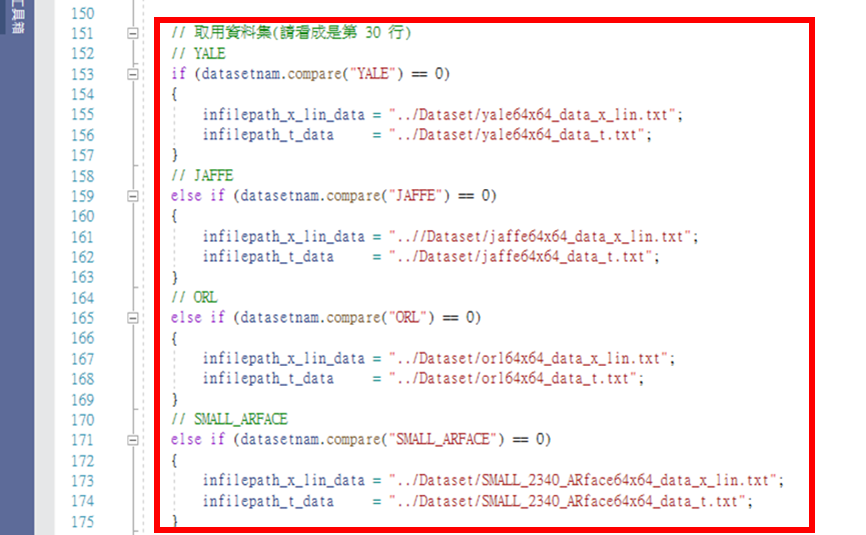 工具箱
150
151 // 取用資料集(請看成是第 30 行)
152 // YALE
153 if (datasetnam.compare("YALE") == 0)
154 {
155 infilepath_x_lin_data = "../Dataset/yale64x64_data_x_lin.txt";
156 infilepath_t_data = "../Dataset/yale64x64_data_t.txt";
157 }
158 // JAFFE
159 else if (datasetnam.compare("JAFFE") == 0)
160 {
161 infilepath_x_lin_data = "..//Dataset/jaffe64x64_data_x_lin.txt";
162 infilepath_t_data = "../Dataset/jaffe64x64_data_t.txt";
163 }
164 // ORL
165 else if (datasetnam.compare("ORL") == 0)
166 {
167 infilepath_x_lin_data = "../Dataset/orl64x64_data_x_lin.txt";
168 infilepath_t_data = "../Dataset/orl64x64_data_t.txt";
169 }
170 // SMALL_ARFACE
171 else if (datasetnam.compare("SMALL_ARFACE") == 0)
172 {
173 infilepath_x_lin_data = "../Dataset/SMALL_2340_ARface64x64_data_x_lin.txt";
174 infilepath_t_data = "../Dataset/SMALL_2340_ARface64x64_data_t.txt";
175 }